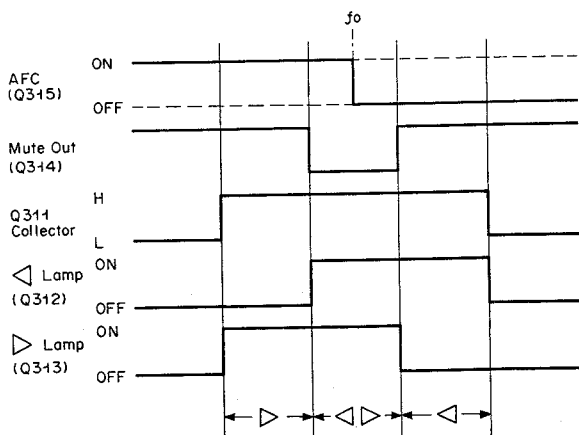 fo
AFC
(Q315)
ON
OFF
Mute Out
(Q314)
Q311
Collector
H
L
◁ Lamp
(Q312)
ON
OFF
▷ Lamp
(Q313)
ON
OFF
▷ ◁ ▷ ◁